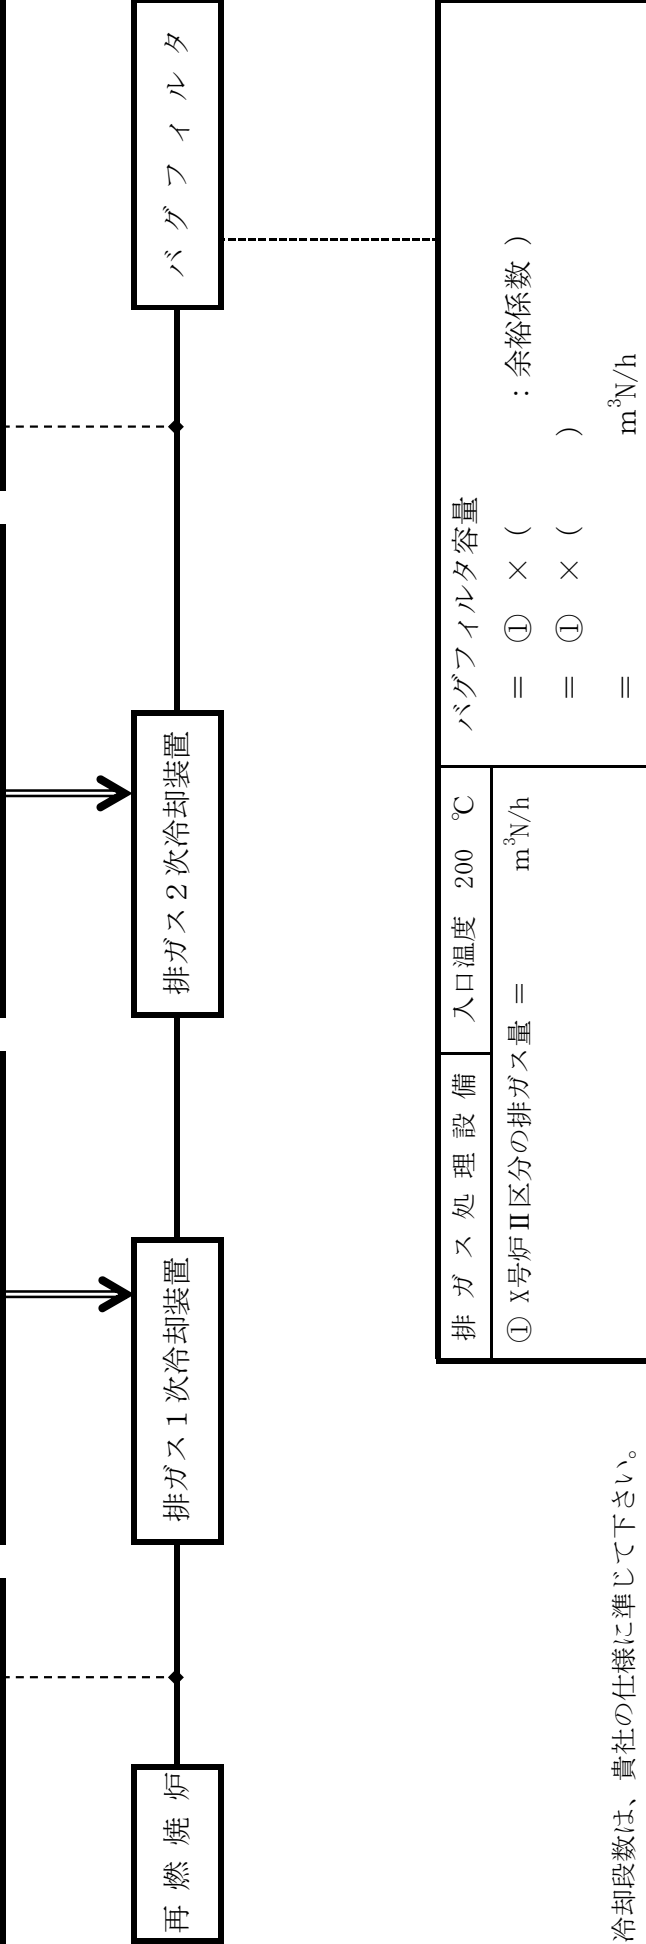 再燃焼炉
排ガス1次冷却装置
排ガス2次冷却装置
バグフィルタ
排ガス処理設備
入口温度 200 ℃
① X号炉Ⅱ区分の排ガス量 = m³N/h
バグフィルタ容量
= ① × ( :余裕係数 )
= ① × ( )
= m³N/h
冷却段数は、貴社の仕様に準じて下さい。